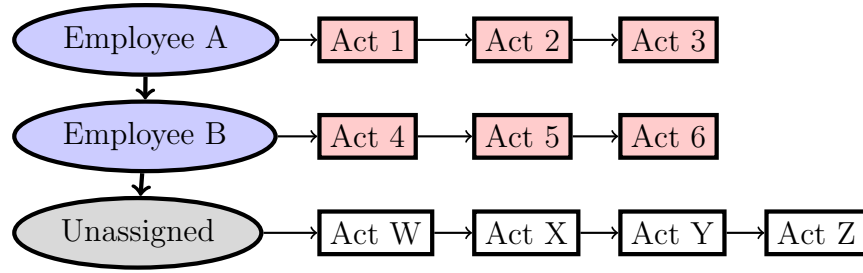 Employee A Act 1 Act 2 Act 3
Employee B Act 4 Act 5 Act 6
Unassigned Act W Act X Act Y Act Z